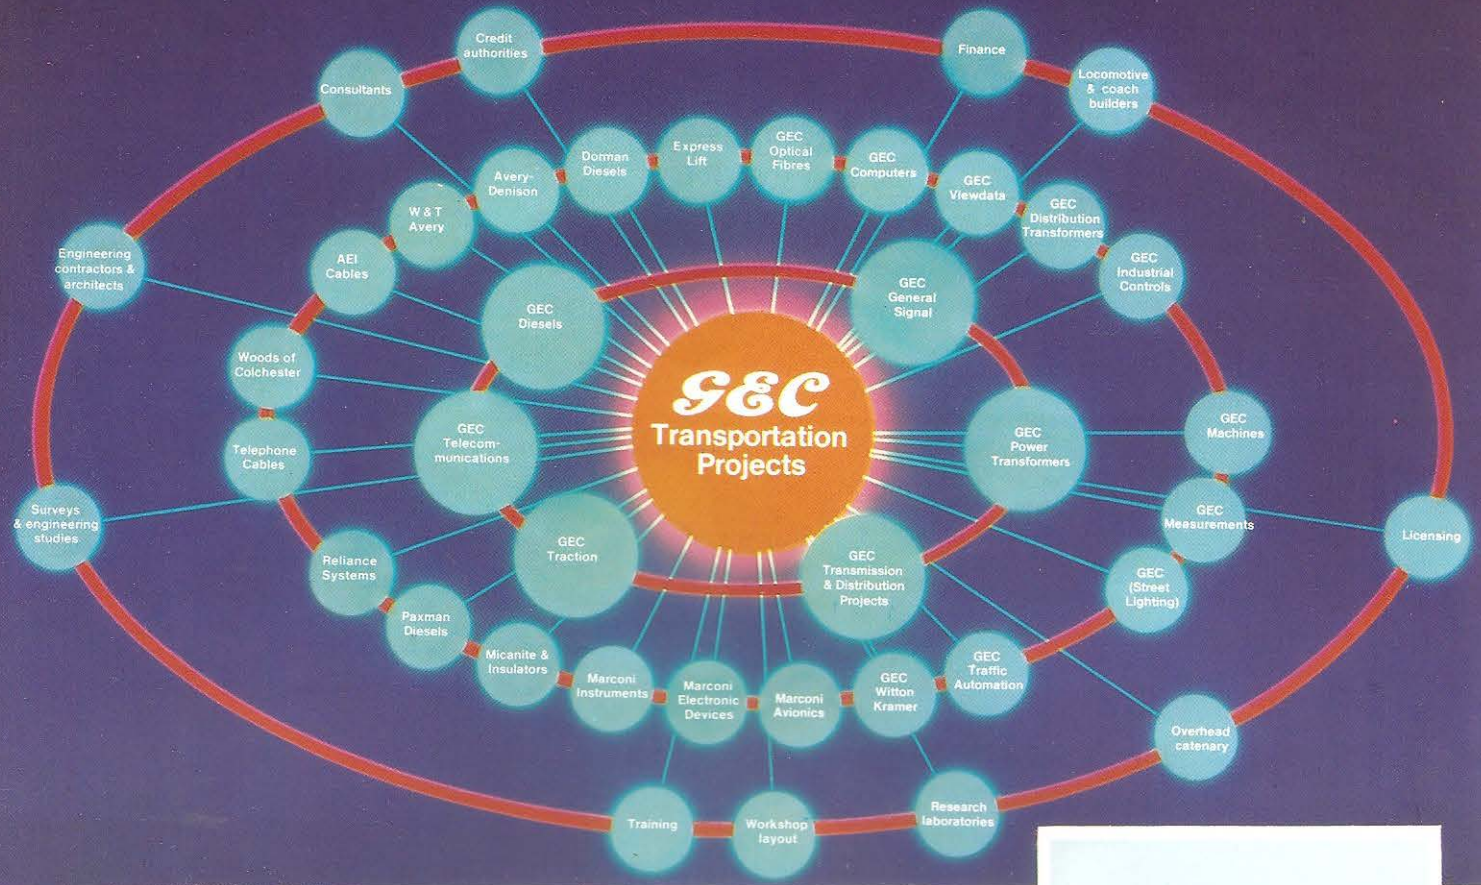 Credit
authorities
Finance
Consultants
Locomotive
& coach
builders
Dorman
Diesels
Express
Lift
GEC
Optical
Fibres
GEC
Computers
Avery-
Denison
GEC
Viewdata
W & T
Avery
GEC
Distribution
Transformers
Engineering
contractors &
architects
AEI
Cables
GEC
Industrial
Controls
GEC
Diesels
GEC
General
Signal
Woods of
Colchester
GEC
Transportation
Projects
GEC
Machines
Telephone
Cables
GEC
Telecom-
munications
GEC
Power
Transformers
Surveys
& engineering
studies
GEC
Measurements
Licensing
GEC
Traction
GEC
Transmission
& Distribution
Projects
Reliance
Systems
GEC
(Street
Lighting)
Paxman
Diesels
Micanite &
Insulators
Marconi
Instruments
Marconi
Electronic
Devices
Marconi
Avionics
GEC
Witton
Kramer
GEC
Traffic
Automation
Overhead
catenary
Training
Workshop
layout
Research
laboratories